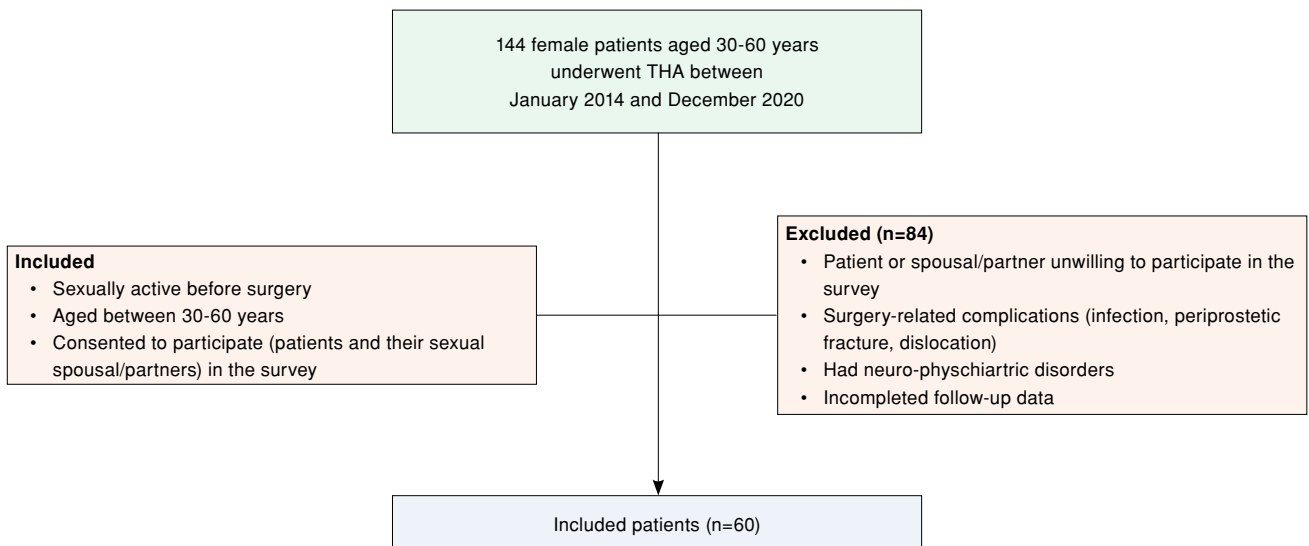 144 female patients aged 30-60 years
underwent THA between
January 2014 and December 2020
Included
• Sexually active before surgery
• Aged between 30-60 years
• Consented to participate (patients and their sexual
spousal/partners) in the survey
Excluded (n=84)
• Patient or spousal/partner unwilling to participate in the
survey
• Surgery-related complications (infection, periprostetic
fracture, dislocation)
• Had neuro-physchiartric disorders
• Incompleted follow-up data
Included patients (n=60)